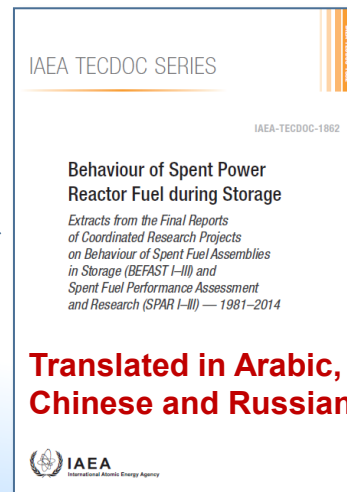 IAEA TECDOC SERIES
IAEA-TECDOC-1862
Behaviour of Spent Power
Reactor Fuel during Storage
Extracts from the Final Reports
of Coordinated Research Projects
on Behaviour of Spent Fuel Assemblies
in Storage (BEFAST I–III) and
Spent Fuel Performance Assessment
and Research (SPAR I–III) — 1981–2014
Translated in Arabic,
Chinese and Russian
IAEA
International Atomic Energy Agency